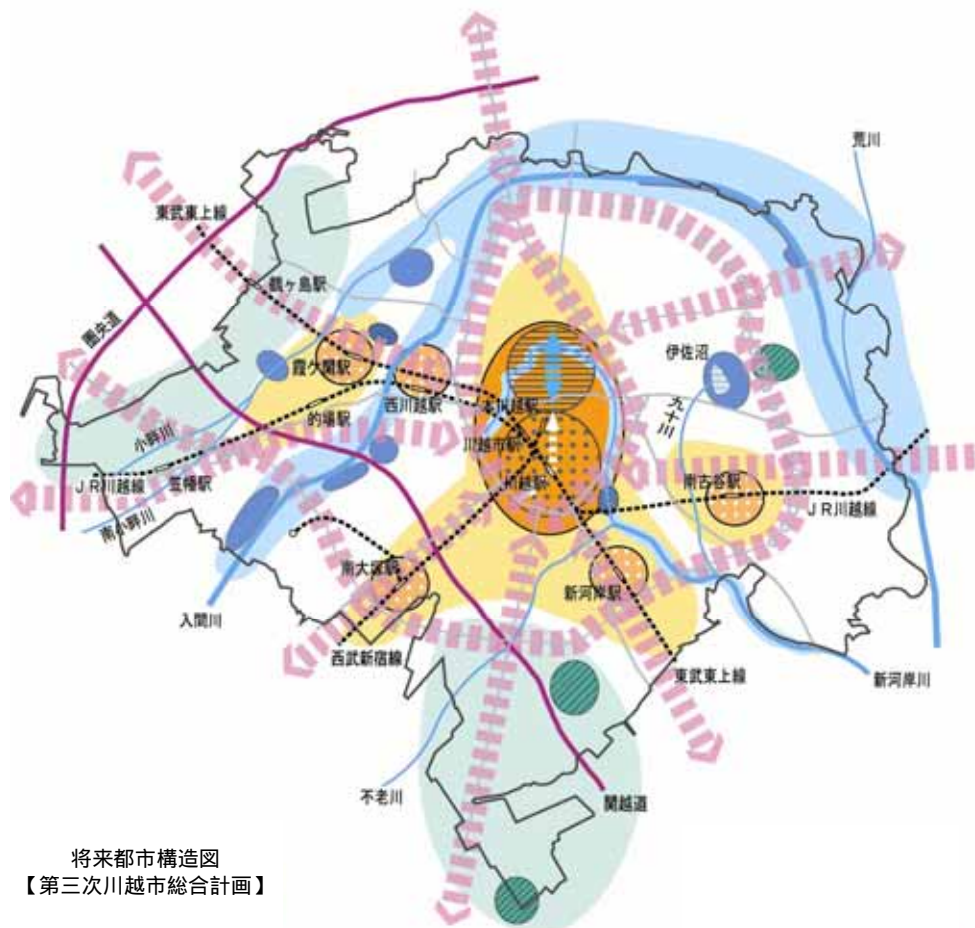 荒川
東武東上線
鶴ヶ島駅
圏央道
伊佐沼
霞ケ関駅
西川越駅
本川越駅
的場駅
九十川
小畔川
川越市駅
川越駅
南古谷駅
JR川越線
笠幡駅
JR川越線
南小畔川
南大塚駅
新河岸駅
入間川
西武新宿線
東武東上線
新河岸川
不老川
関越道
将来都市構造図
【第三次川越市総合計画】